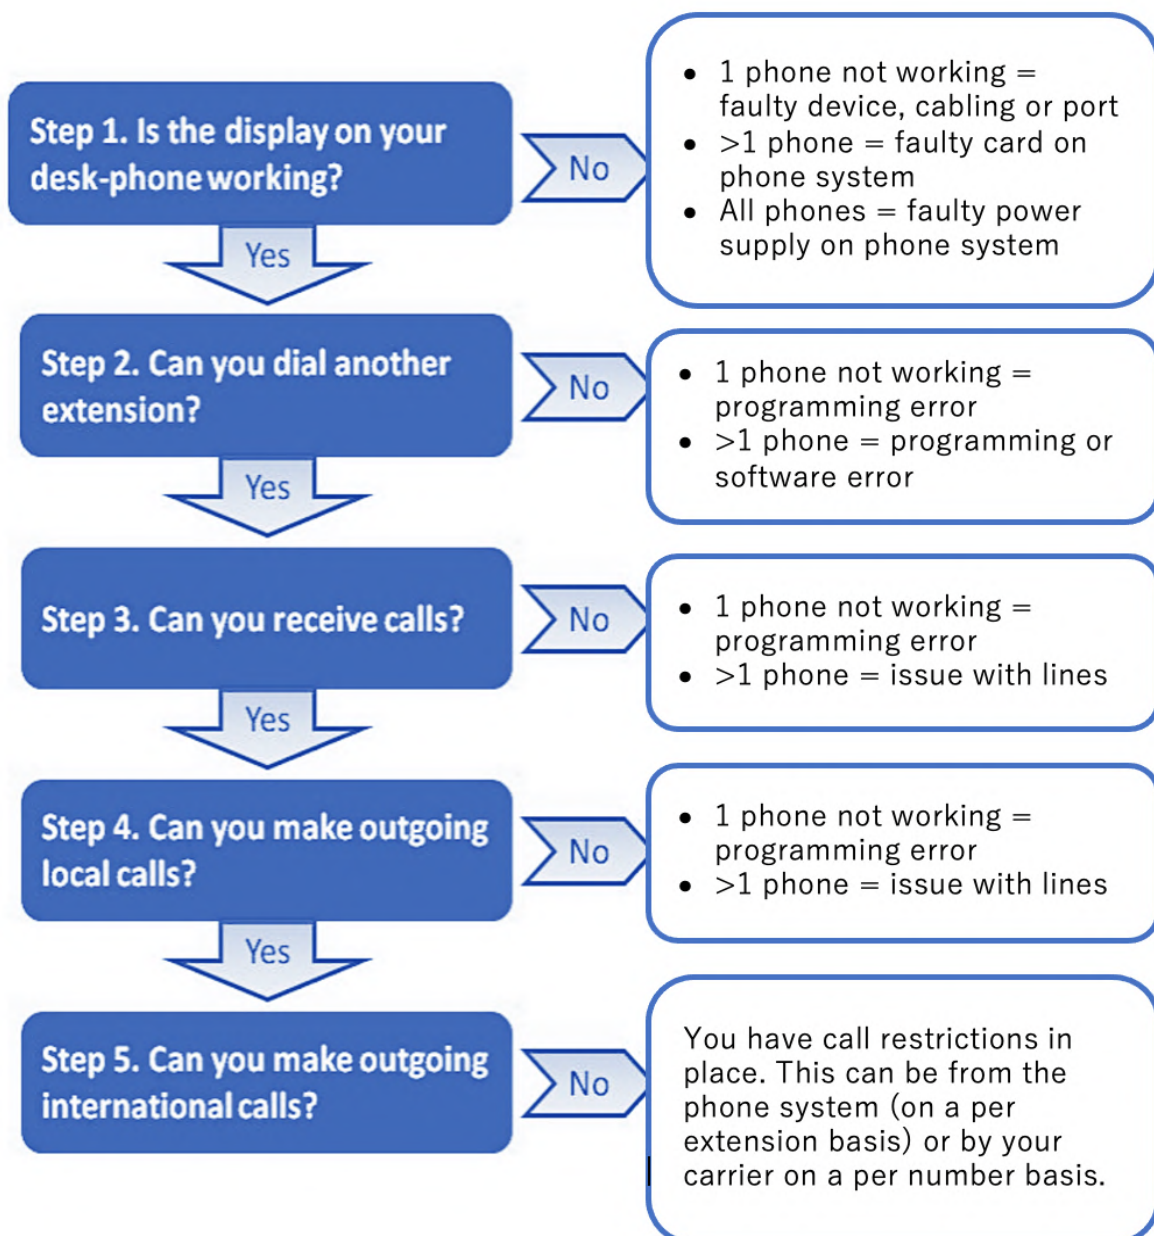 Step 1. Is the display on your
desk-phone working?
No
• 1 phone not working =
faulty device, cabling or port
• >1 phone = faulty card on
phone system
• All phones = faulty power
supply on phone system
Yes
Step 2. Can you dial another
extension?
No
• 1 phone not working =
programming error
• >1 phone = programming or
software error
Yes
Step 3. Can you receive calls?
No
• 1 phone not working =
programming error
• >1 phone = issue with lines
Yes
Step 4. Can you make outgoing
local calls?
No
• 1 phone not working =
programming error
• >1 phone = issue with lines
Yes
Step 5. Can you make outgoing
international calls?
No
You have call restrictions in
place. This can be from the
phone system (on a per
extension basis) or by your
carrier on a per number basis.